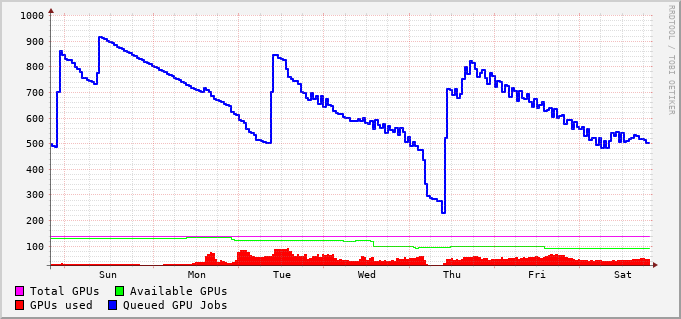 1000
900
800
700
600
500
400
300
200
100
Sun Mon Tue Wed Thu Fri Sat
Total GPUs Available GPUs
GPUs used Queued GPU Jobs
RRDTOOL / TOBI OETIKER